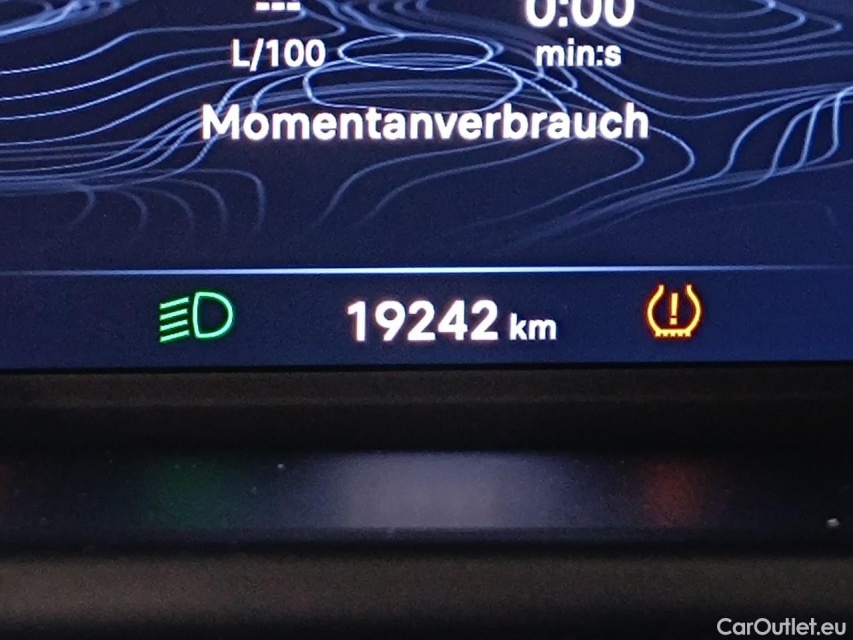 ---
0:00
L/100
min:s
Momentanverbrauch
19242 km
CarOutlet.eu